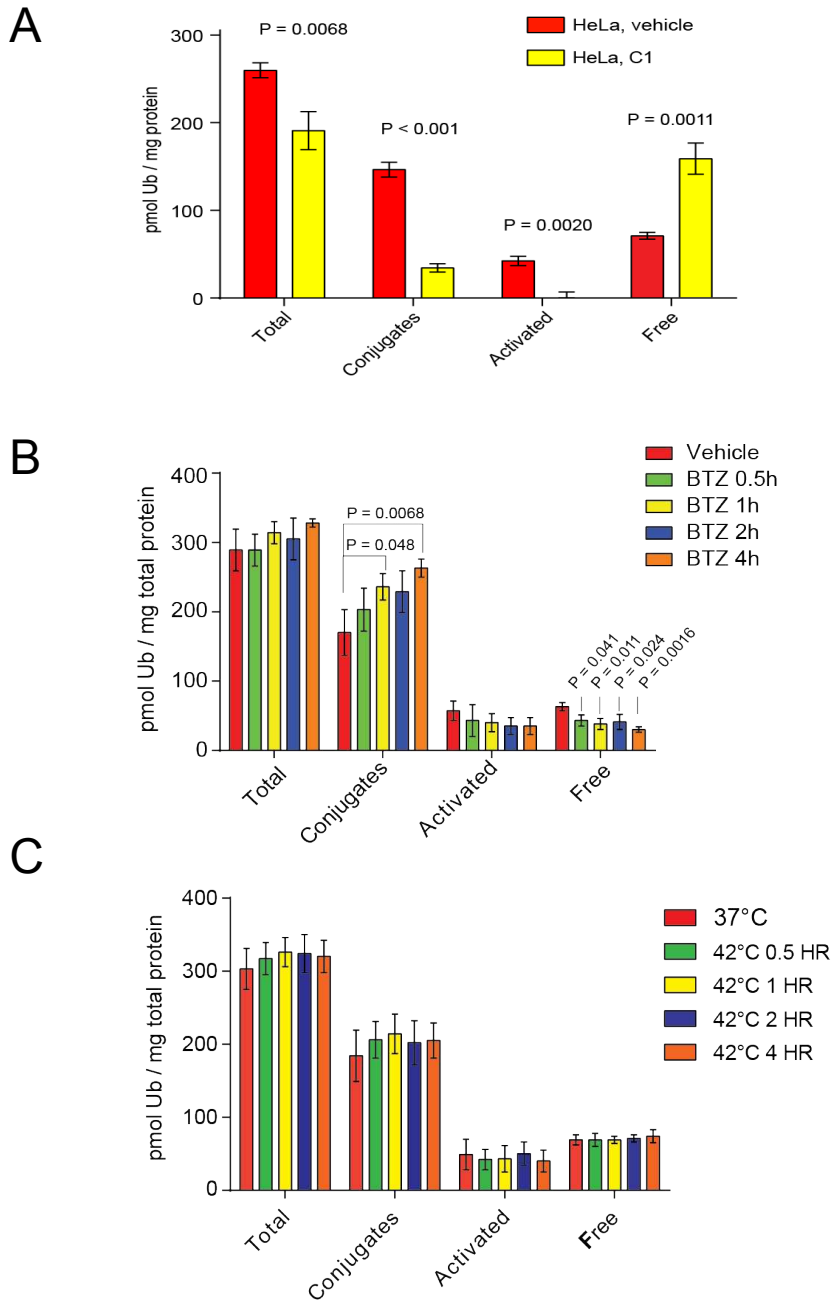 A
P = 0.0068
HeLa, vehicle
HeLa, C1
P < 0.001
P = 0.0011
P = 0.0020
pmol Ub / mg protein
300
200
100
0
Total
Conjugates
Activated
Free
B
Vehicle
BTZ 0.5h
BTZ 1h
BTZ 2h
BTZ 4h
P = 0.0068
P = 0.048
P = 0.041
P = 0.011
P = 0.024
P = 0.0016
pmol Ub / mg total protein
400
300
200
100
0
Total
Conjugates
Activated
Free
C
37°C
42°C 0.5 HR
42°C 1 HR
42°C 2 HR
42°C 4 HR
pmol Ub / mg total protein
400
300
200
100
0
Total
Conjugates
Activated
Free